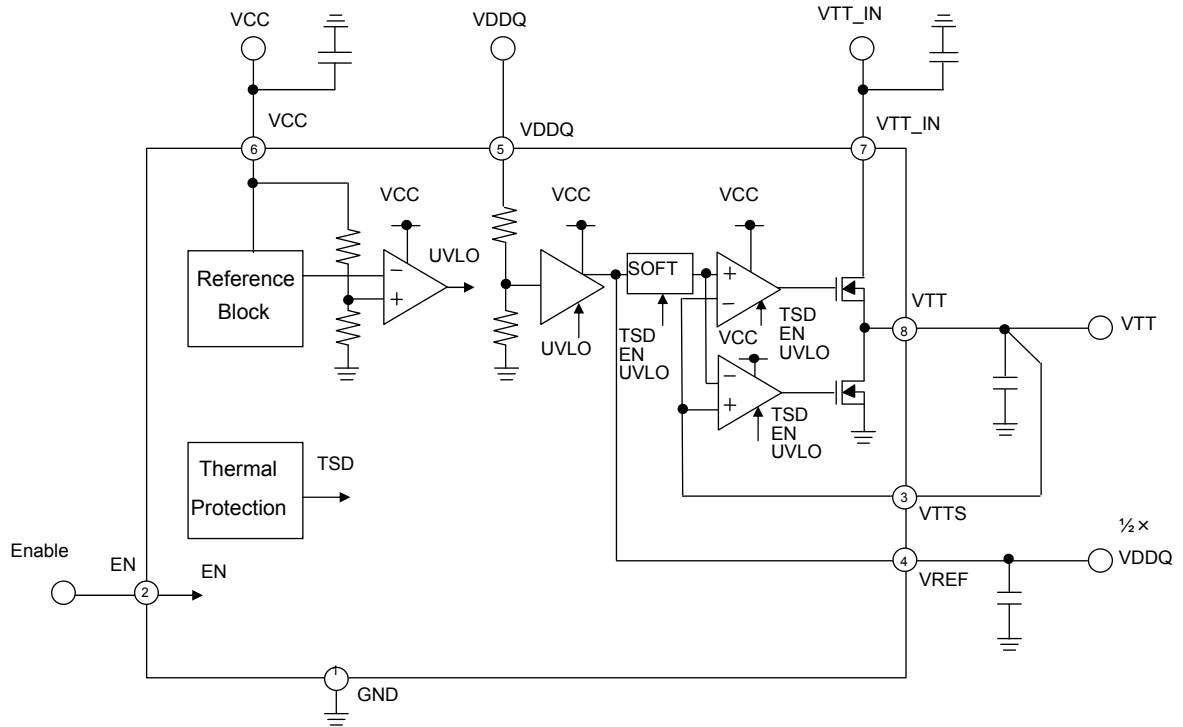 VCC
VDDQ
VTT_IN
VCC
VDDQ
VTT_IN
6
5
7
VCC
VCC
VCC
UVLO
Reference
Block
−
+
SOFT
+
−
UVLO
TSD
EN
UVLO
TSD
EN
UVLO
VCC
VTT
8
VTT
−
+
TSD
EN
UVLO
Thermal
Protection
TSD
3
VTTS
½ ×
VDDQ
4
VREF
Enable
EN
EN
2
1
GND